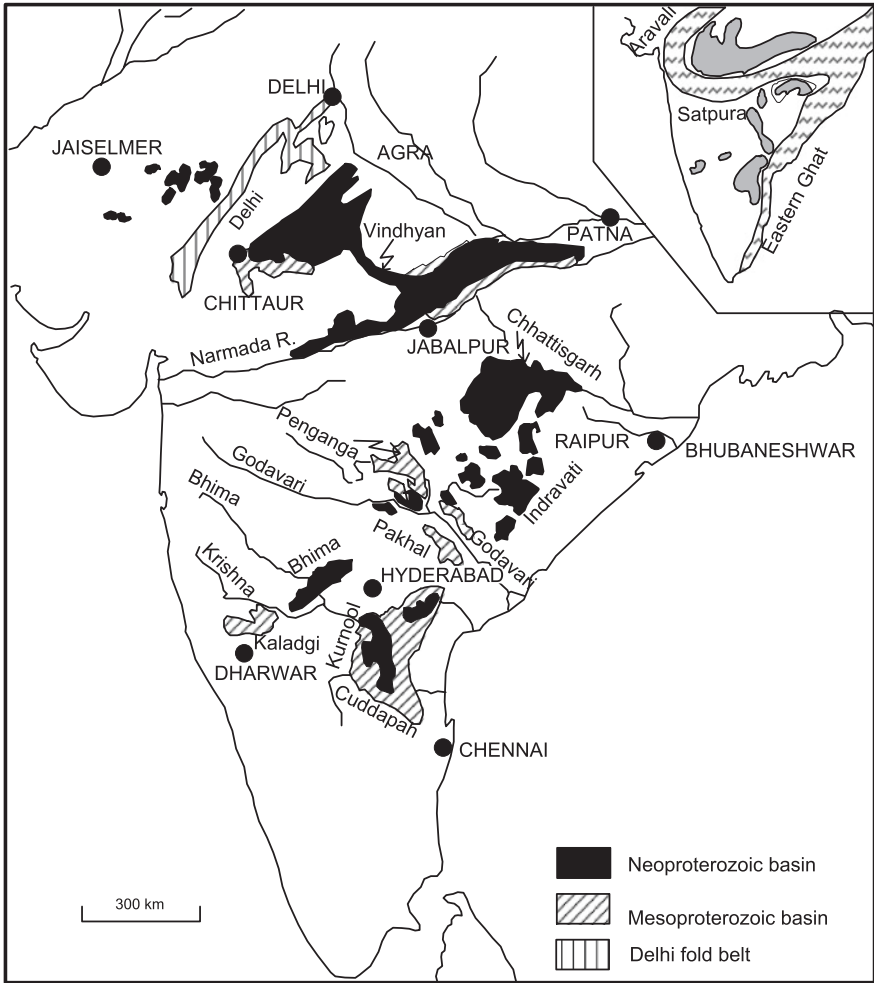 Aravali
DELHI
Satpura
JAISELMER
AGRA
Eastern Ghat
Delhi
PATNA
Vindhyan
CHITTAUR
Chhattisgarh
Narmada R.
JABALPUR
Penganga
RAIPUR
BHUBANESHWAR
Godavari
Bhima
Indravati
Pakhal
Godavari
Krishna
Bhima
HYDERABAD
Kurnool
Kaladgi
DHARWAR
Cuddapah
CHENNAI
Neoproterozoic basin
300 km
Mesoproterozoic basin
Delhi fold belt